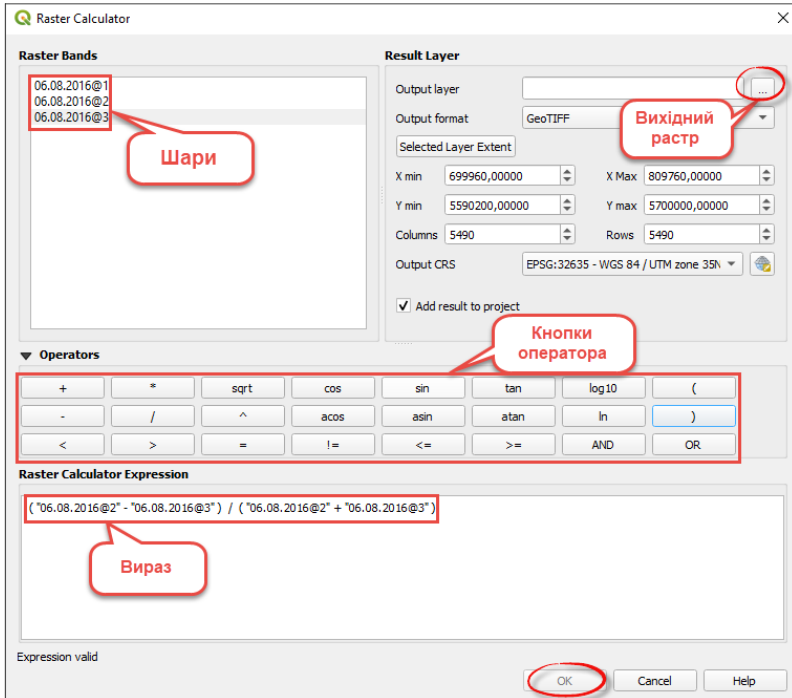 Raster Calculator
Raster Bands
06.08.2016@1
06.08.2016@2
06.08.2016@3
Шари
Result Layer
Output layer
...
Output format GeoTIFF
Вихідний
растр
Selected Layer Extent
X min 699960,00000 X Max 809760,00000
Y min 5590200,00000 Y max 5700000,00000
Columns 5490 Rows 5490
Output CRS EPSG:32635 - WGS 84 / UTM zone 35N
Add result to project
Кнопки
оператора
Operators
+ * sqrt cos sin tan log10 (
- / ^ acos asin atan ln )
< > = != <= >= AND OR
Raster Calculator Expression
( "06.08.2016@2" - "06.08.2016@3" ) / ( "06.08.2016@2" + "06.08.2016@3" )
Вираз
Expression valid
OK Cancel Help